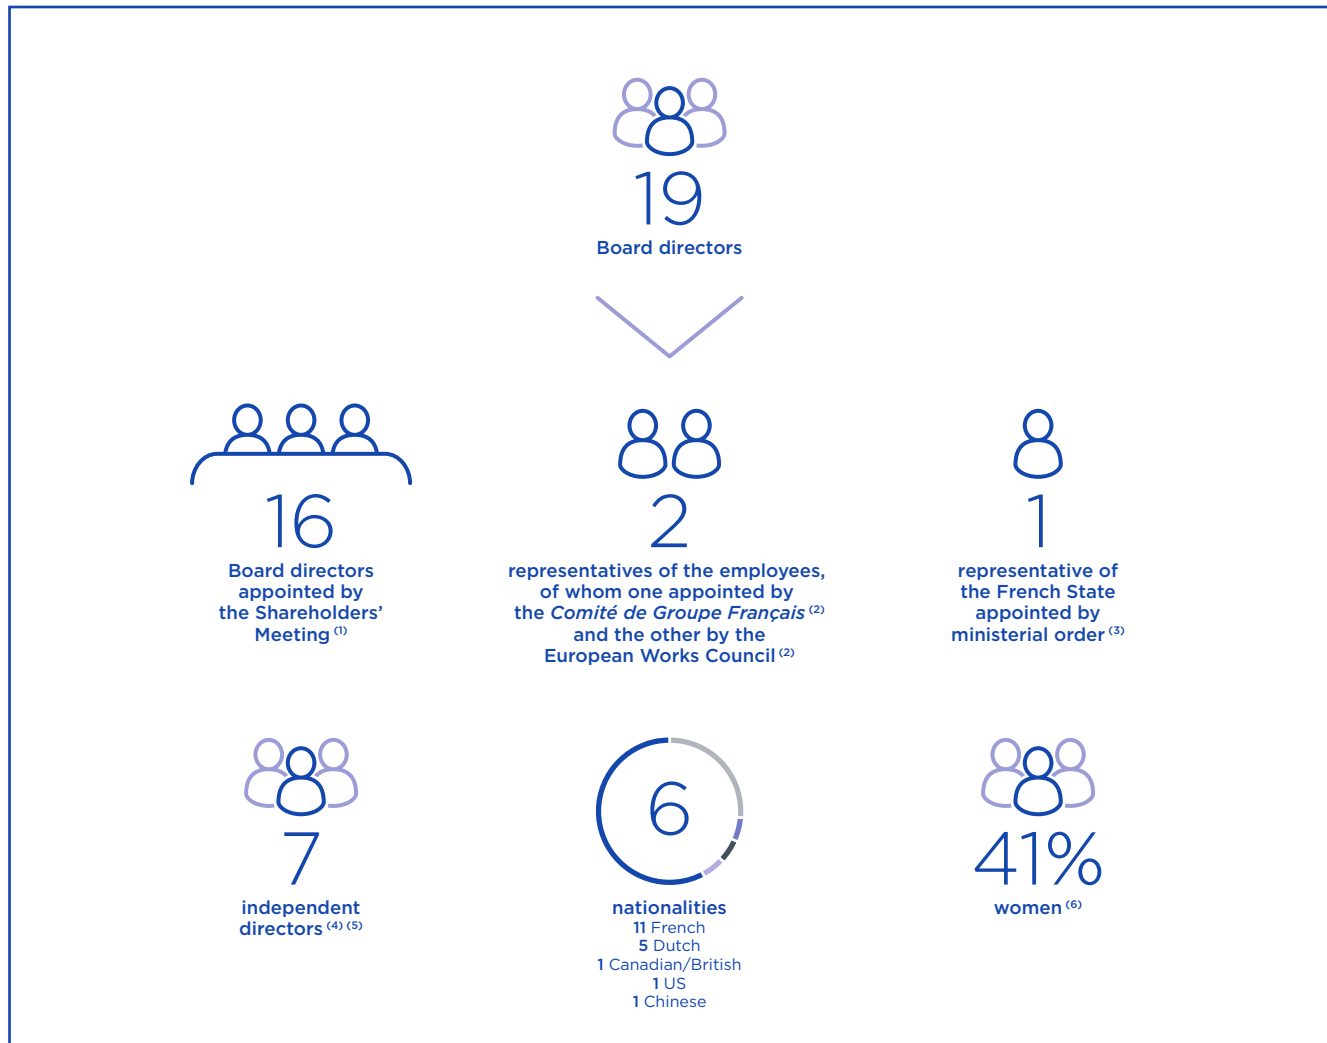 19
Board directors
16
Board directors
appointed by
the Shareholders'
Meeting (1)
2
representatives of the employees,
of whom one appointed by
the Comité de Groupe Français (2)
and the other by the
European Works Council (2)
1
representative of
the French State
appointed by
ministerial order (3)
7
independent
directors (4) (5)
6
nationalities
11 French
5 Dutch
1 Canadian/British
1 US
1 Chinese
41%
women (6)